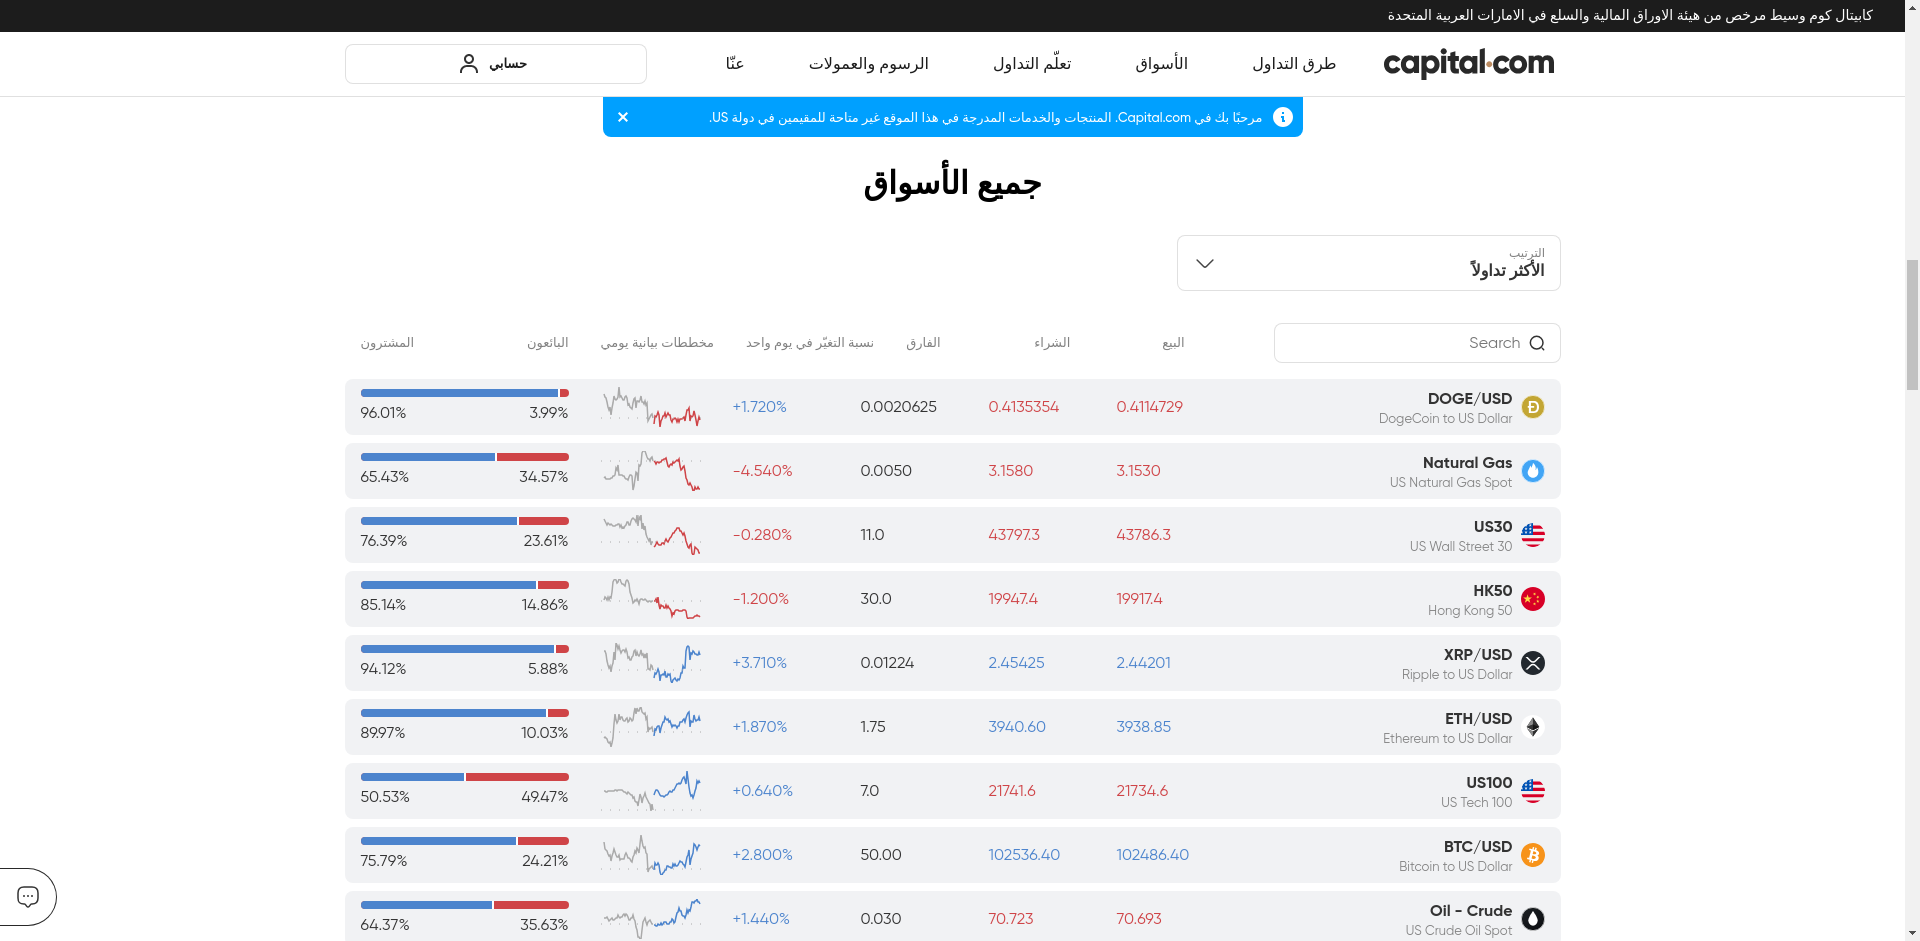 كابيتال كوم وسيط مرخص من هيئة الاوراق المالية والسلع في الامارات العربية المتحدة
capital.com
طرق التداول
الأسواق
تعلّم التداول
الرسوم والعمولات
عنّا
حسابي
مرحبًا بك في Capital.com. المنتجات والخدمات المدرجة في هذا الموقع غير متاحة للمقيمين في دولة US.
جميع الأسواق
الترتيب
الأكثر تداولاً
Search
البيع
الشراء
الفارق
نسبة التغيّر في يوم واحد
مخططات بيانية يومي
البائعون
المشترون
DOGE/USD
DogeCoin to US Dollar
0.4114729
0.4135354
0.0020625
+1.720%
3.99%
96.01%
Natural Gas
US Natural Gas Spot
3.1530
3.1580
0.0050
-4.540%
34.57%
65.43%
US30
US Wall Street 30
43786.3
43797.3
11.0
-0.280%
23.61%
76.39%
HK50
Hong Kong 50
19917.4
19947.4
30.0
-1.200%
14.86%
85.14%
XRP/USD
Ripple to US Dollar
2.44201
2.45425
0.01224
+3.710%
5.88%
94.12%
ETH/USD
Ethereum to US Dollar
3938.85
3940.60
1.75
+1.870%
10.03%
89.97%
US100
US Tech 100
21734.6
21741.6
7.0
+0.640%
49.47%
50.53%
BTC/USD
Bitcoin to US Dollar
102486.40
102536.40
50.00
+2.800%
24.21%
75.79%
Oil - Crude
US Crude Oil Spot
70.693
70.723
0.030
+1.440%
35.63%
64.37%